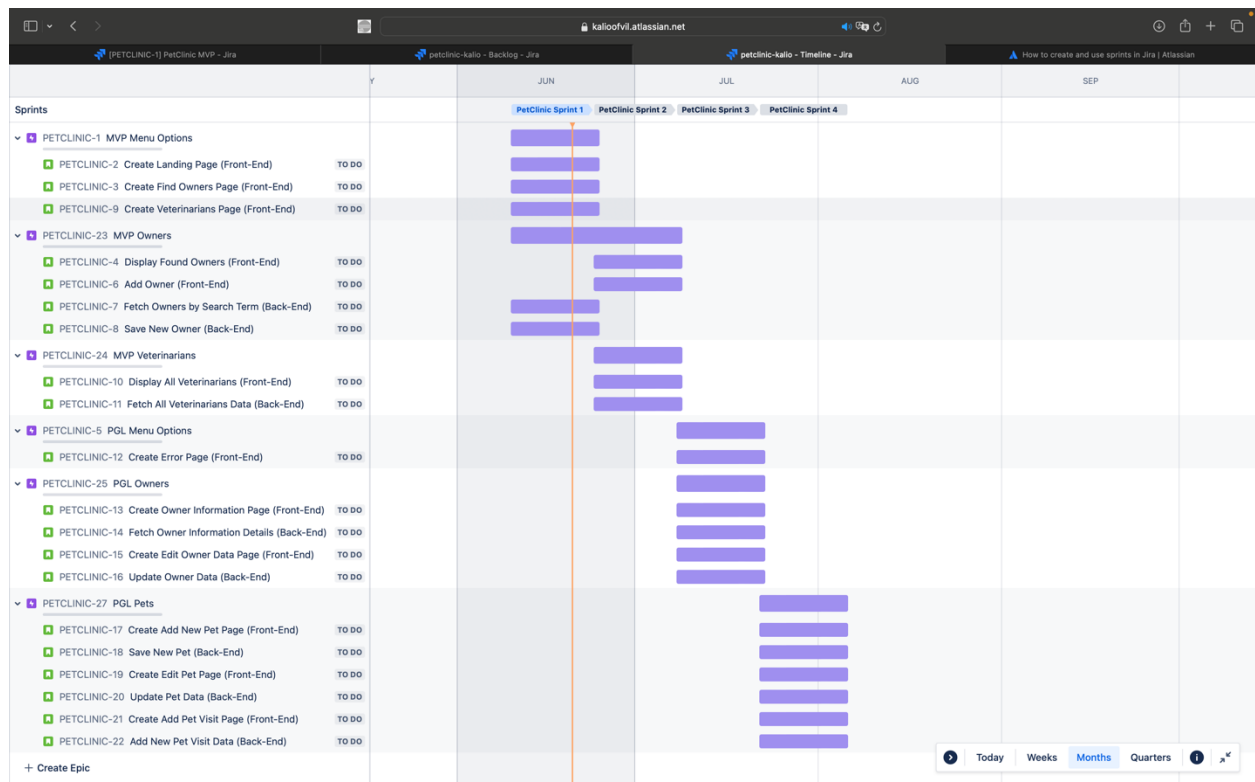 kalioofvil.atlassian.net
[PETCLINIC-1] PetClinic MVP - Jira
petclinic-kalio - Backlog - Jira
petclinic-kalio - Timeline - Jira
How to create and use sprints in Jira | Atlassian
Y JUN JUL AUG SEP
Sprints PetClinic Sprint 1 PetClinic Sprint 2 PetClinic Sprint 3 PetClinic Sprint 4
PETCLINIC-1 MVP Menu Options
PETCLINIC-2 Create Landing Page (Front-End) TO DO
PETCLINIC-3 Create Find Owners Page (Front-End) TO DO
PETCLINIC-9 Create Veterinarians Page (Front-End) TO DO
PETCLINIC-23 MVP Owners
PETCLINIC-4 Display Found Owners (Front-End) TO DO
PETCLINIC-6 Add Owner (Front-End) TO DO
PETCLINIC-7 Fetch Owners by Search Term (Back-End) TO DO
PETCLINIC-8 Save New Owner (Back-End) TO DO
PETCLINIC-24 MVP Veterinarians
PETCLINIC-10 Display All Veterinarians (Front-End) TO DO
PETCLINIC-11 Fetch All Veterinarians Data (Back-End) TO DO
PETCLINIC-5 PGL Menu Options
PETCLINIC-12 Create Error Page (Front-End) TO DO
PETCLINIC-25 PGL Owners
PETCLINIC-13 Create Owner Information Page (Front-End) TO DO
PETCLINIC-14 Fetch Owner Information Details (Back-End) TO DO
PETCLINIC-15 Create Edit Owner Data Page (Front-End) TO DO
PETCLINIC-16 Update Owner Data (Back-End) TO DO
PETCLINIC-27 PGL Pets
PETCLINIC-17 Create Add New Pet Page (Front-End) TO DO
PETCLINIC-18 Save New Pet (Back-End) TO DO
PETCLINIC-19 Create Edit Pet Page (Front-End) TO DO
PETCLINIC-20 Update Pet Data (Back-End) TO DO
PETCLINIC-21 Create Add Pet Visit Page (Front-End) TO DO
PETCLINIC-22 Add New Pet Visit Data (Back-End) TO DO
Today Weeks Months Quarters
+ Create Epic